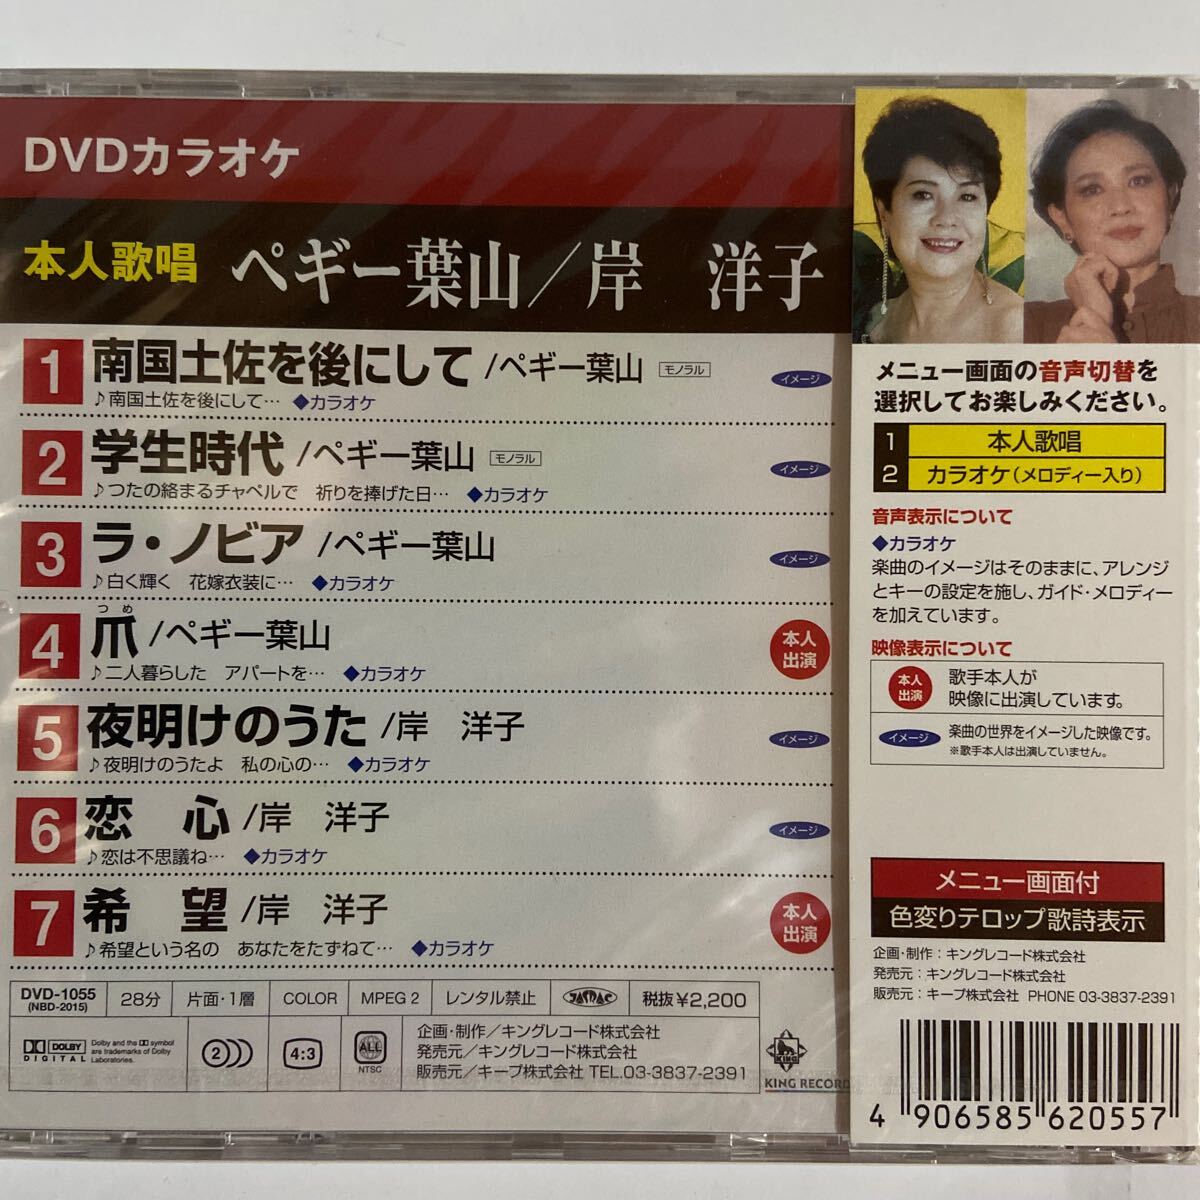 DVDカラオケ
本人歌唱 ペギー葉山/岸 洋子
1 南国土佐を後にして/ペギー葉山 モノラル イメージ
♪南国土佐を後にして… ◆カラオケ
2 学生時代/ペギー葉山 モノラル イメージ
♪つたの絡まるチャペルで 祈りを捧げた日… ◆カラオケ
3 ラ・ノビア/ペギー葉山 イメージ
♪白く輝く 花嫁衣装に… ◆カラオケ
つめ
4 爪/ペギー葉山 本人出演
♪二人暮らした アパートを… ◆カラオケ
5 夜明けのうた/岸 洋子 イメージ
♪夜明けのうたよ 私の心の… ◆カラオケ
6 恋 心/岸 洋子 イメージ
♪恋は不思議ね… ◆カラオケ
7 希 望/岸 洋子 本人出演
♪希望という名の あなたをたずねて… ◆カラオケ
DVD-1055 (NBD-2015) 28分 片面・1層 COLOR MPEG 2 レンタル禁止 JASRAC 税抜¥2,200
DOLBY DIGITAL
Dolby and the DD symbol
are trademarks of Dolby
Laboratories.
2 4:3 ALL NTSC
企画・制作/キングレコード株式会社
発売元/キングレコード株式会社
販売元/キープ株式会社 TEL.03-3837-2391
KING
KING RECORD
メニュー画面の音声切替を
選択してお楽しみください。
1 本人歌唱
2 カラオケ(メロディー入り)
音声表示について
◆カラオケ
楽曲のイメージはそのままに、アレンジ
とキーの設定を施し、ガイド・メロディー
を加えています。
映像表示について
本人出演 歌手本人が
映像に出演しています。
イメージ 楽曲の世界をイメージした映像です。
※歌手本人は出演していません。
メニュー画面付
色変りテロップ歌詩表示
企画・制作:キングレコード株式会社
発売元:キングレコード株式会社
販売元:キープ株式会社 PHONE 03-3837-2391
4 906585 620557